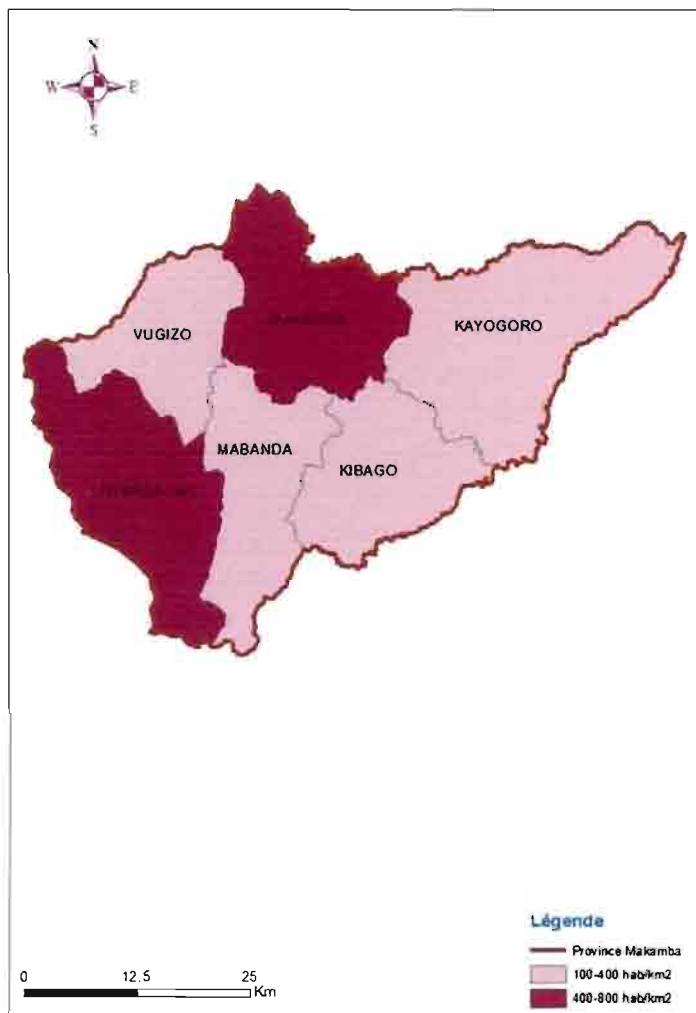 N
W E
S
VUGIZO
KAYOGORO
MABANDA
KIBAGO
Légende
Province Makamba
100-400 hab/km2
400-800 hab/km2
0 12.5 25
Km